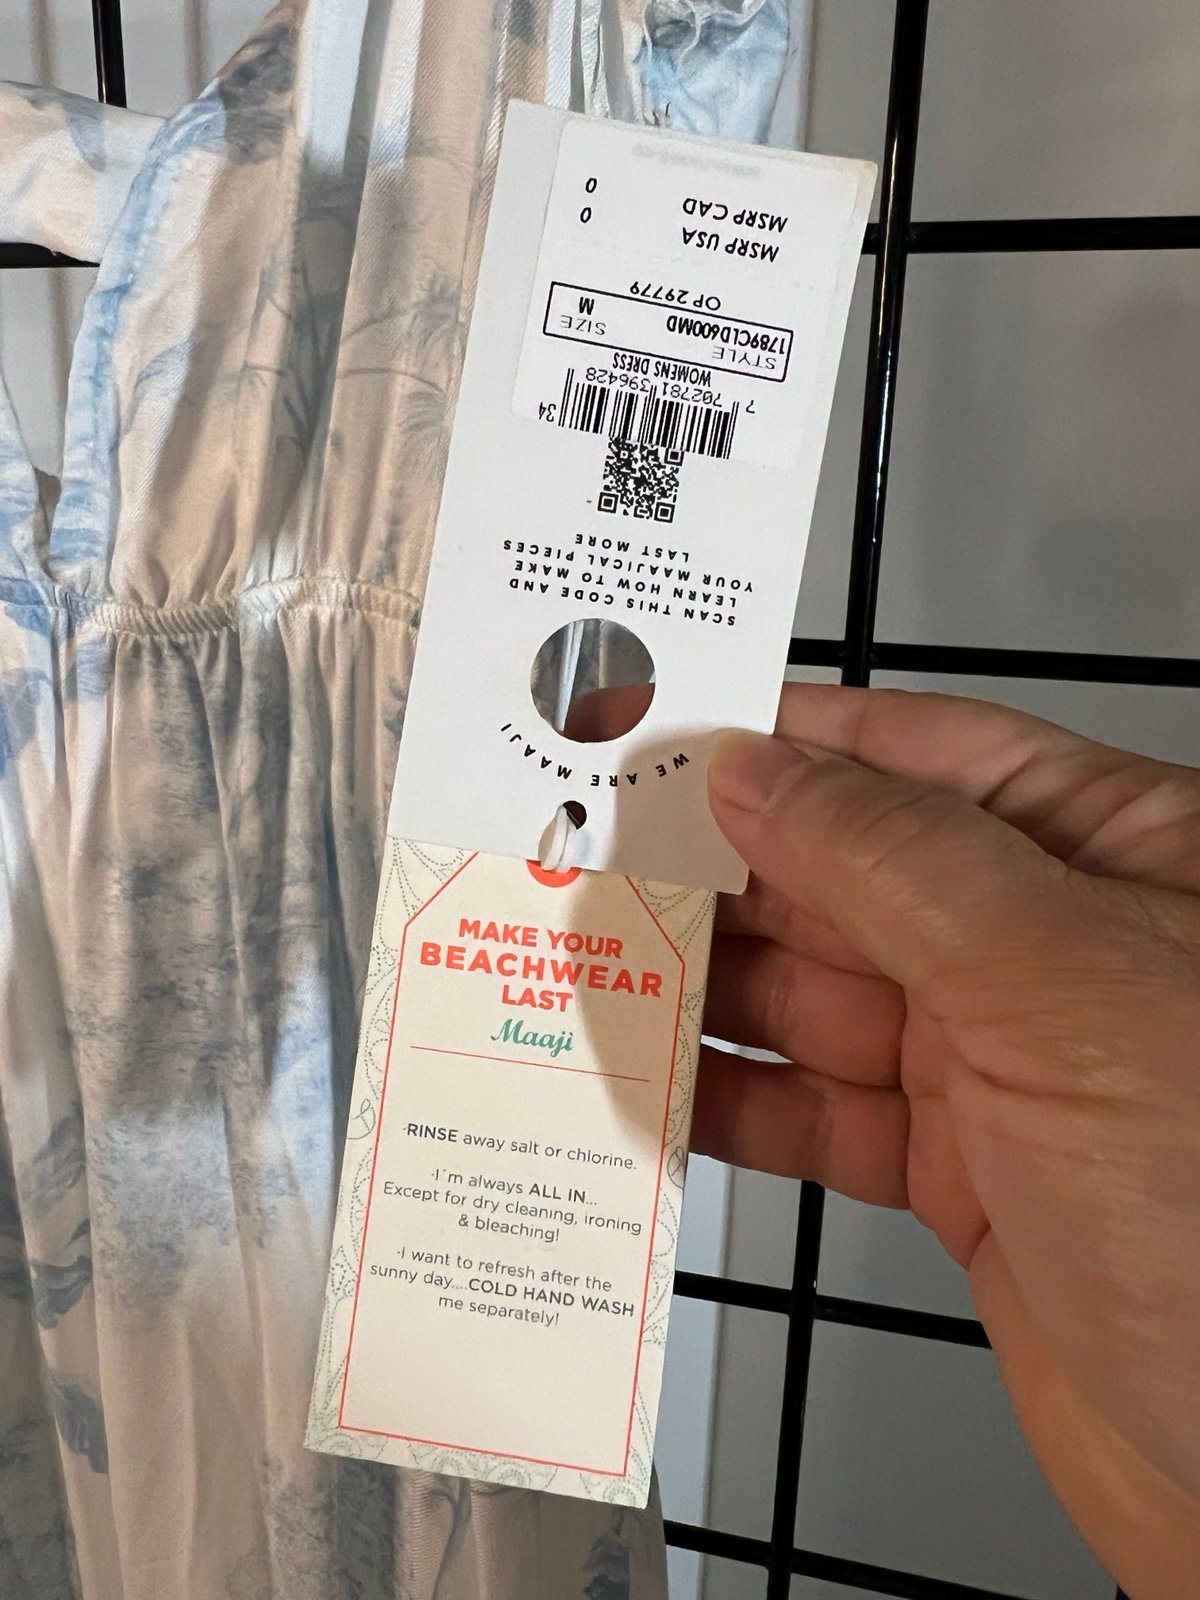 WE ARE MAAJI
SCAN THIS CODE AND
LEARN HOW TO MAKE
YOUR MAAJICAL PIECES
LAST MORE
34
7 702781 396428
WOMENS DRESS
STYLE SIZE
1789CLD600MD M
OP 29779
MSRP USA 0
MSRP CAD 0
MAKE YOUR
BEACHWEAR
LAST
Maaji
·RINSE away salt or chlorine.
·I´m always ALL IN...
Except for dry cleaning, ironing
& bleaching!
·I want to refresh after the
sunny day....COLD HAND WASH
me separately!